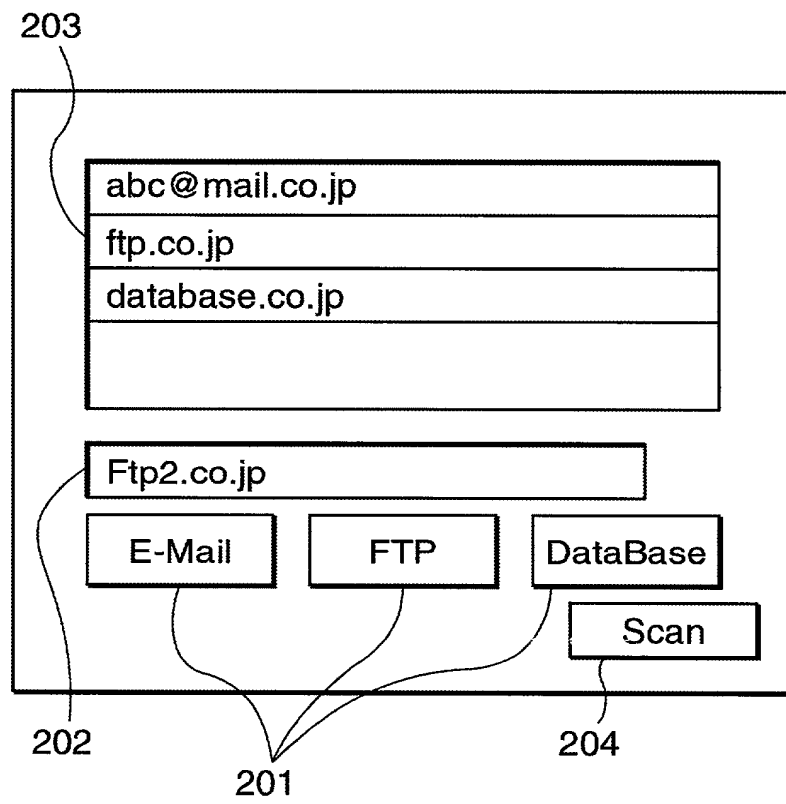 203
abc@mail.co.jp
ftp.co.jp
database.co.jp
Ftp2.co.jp
E-Mail FTP DataBase
Scan
202 201 204